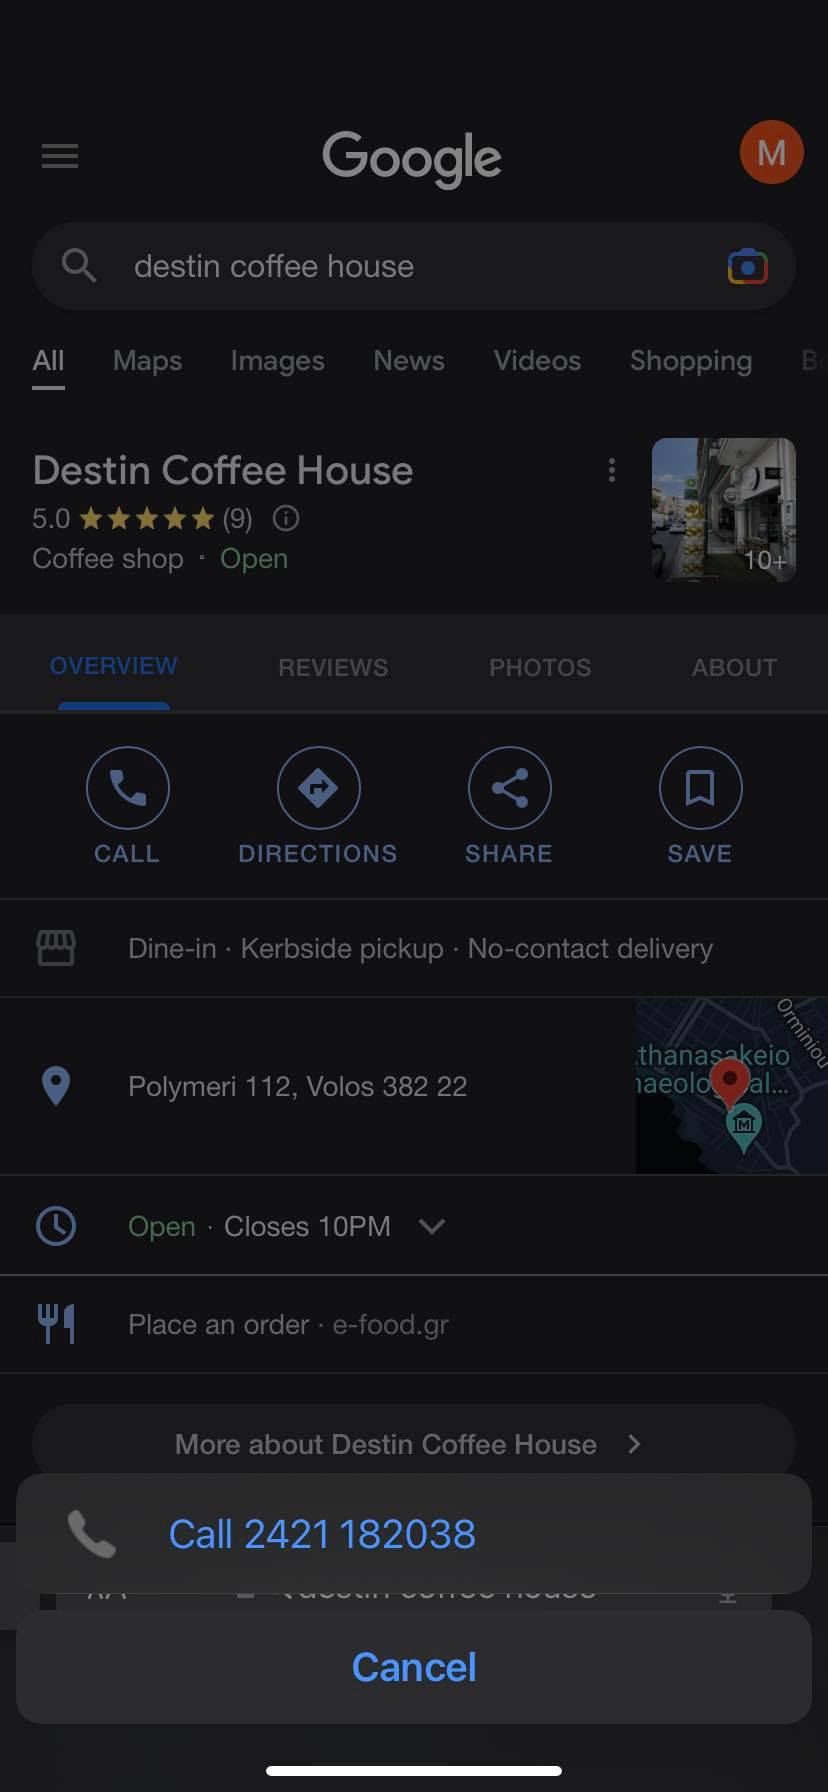 Google
M
destin coffee house
All Maps Images News Videos Shopping
Destin Coffee House
5.0 (9)
Coffee shop · Open
10+
OVERVIEW REVIEWS PHOTOS ABOUT
CALL DIRECTIONS SHARE SAVE
Dine-in · Kerbside pickup · No-contact delivery
Orminiou
thanasakeio
Polymeri 112, Volos 382 22
Open · Closes 10PM
Place an order · e-food.gr
More about Destin Coffee House
Call 2421 182038
destin coffee house
Cancel